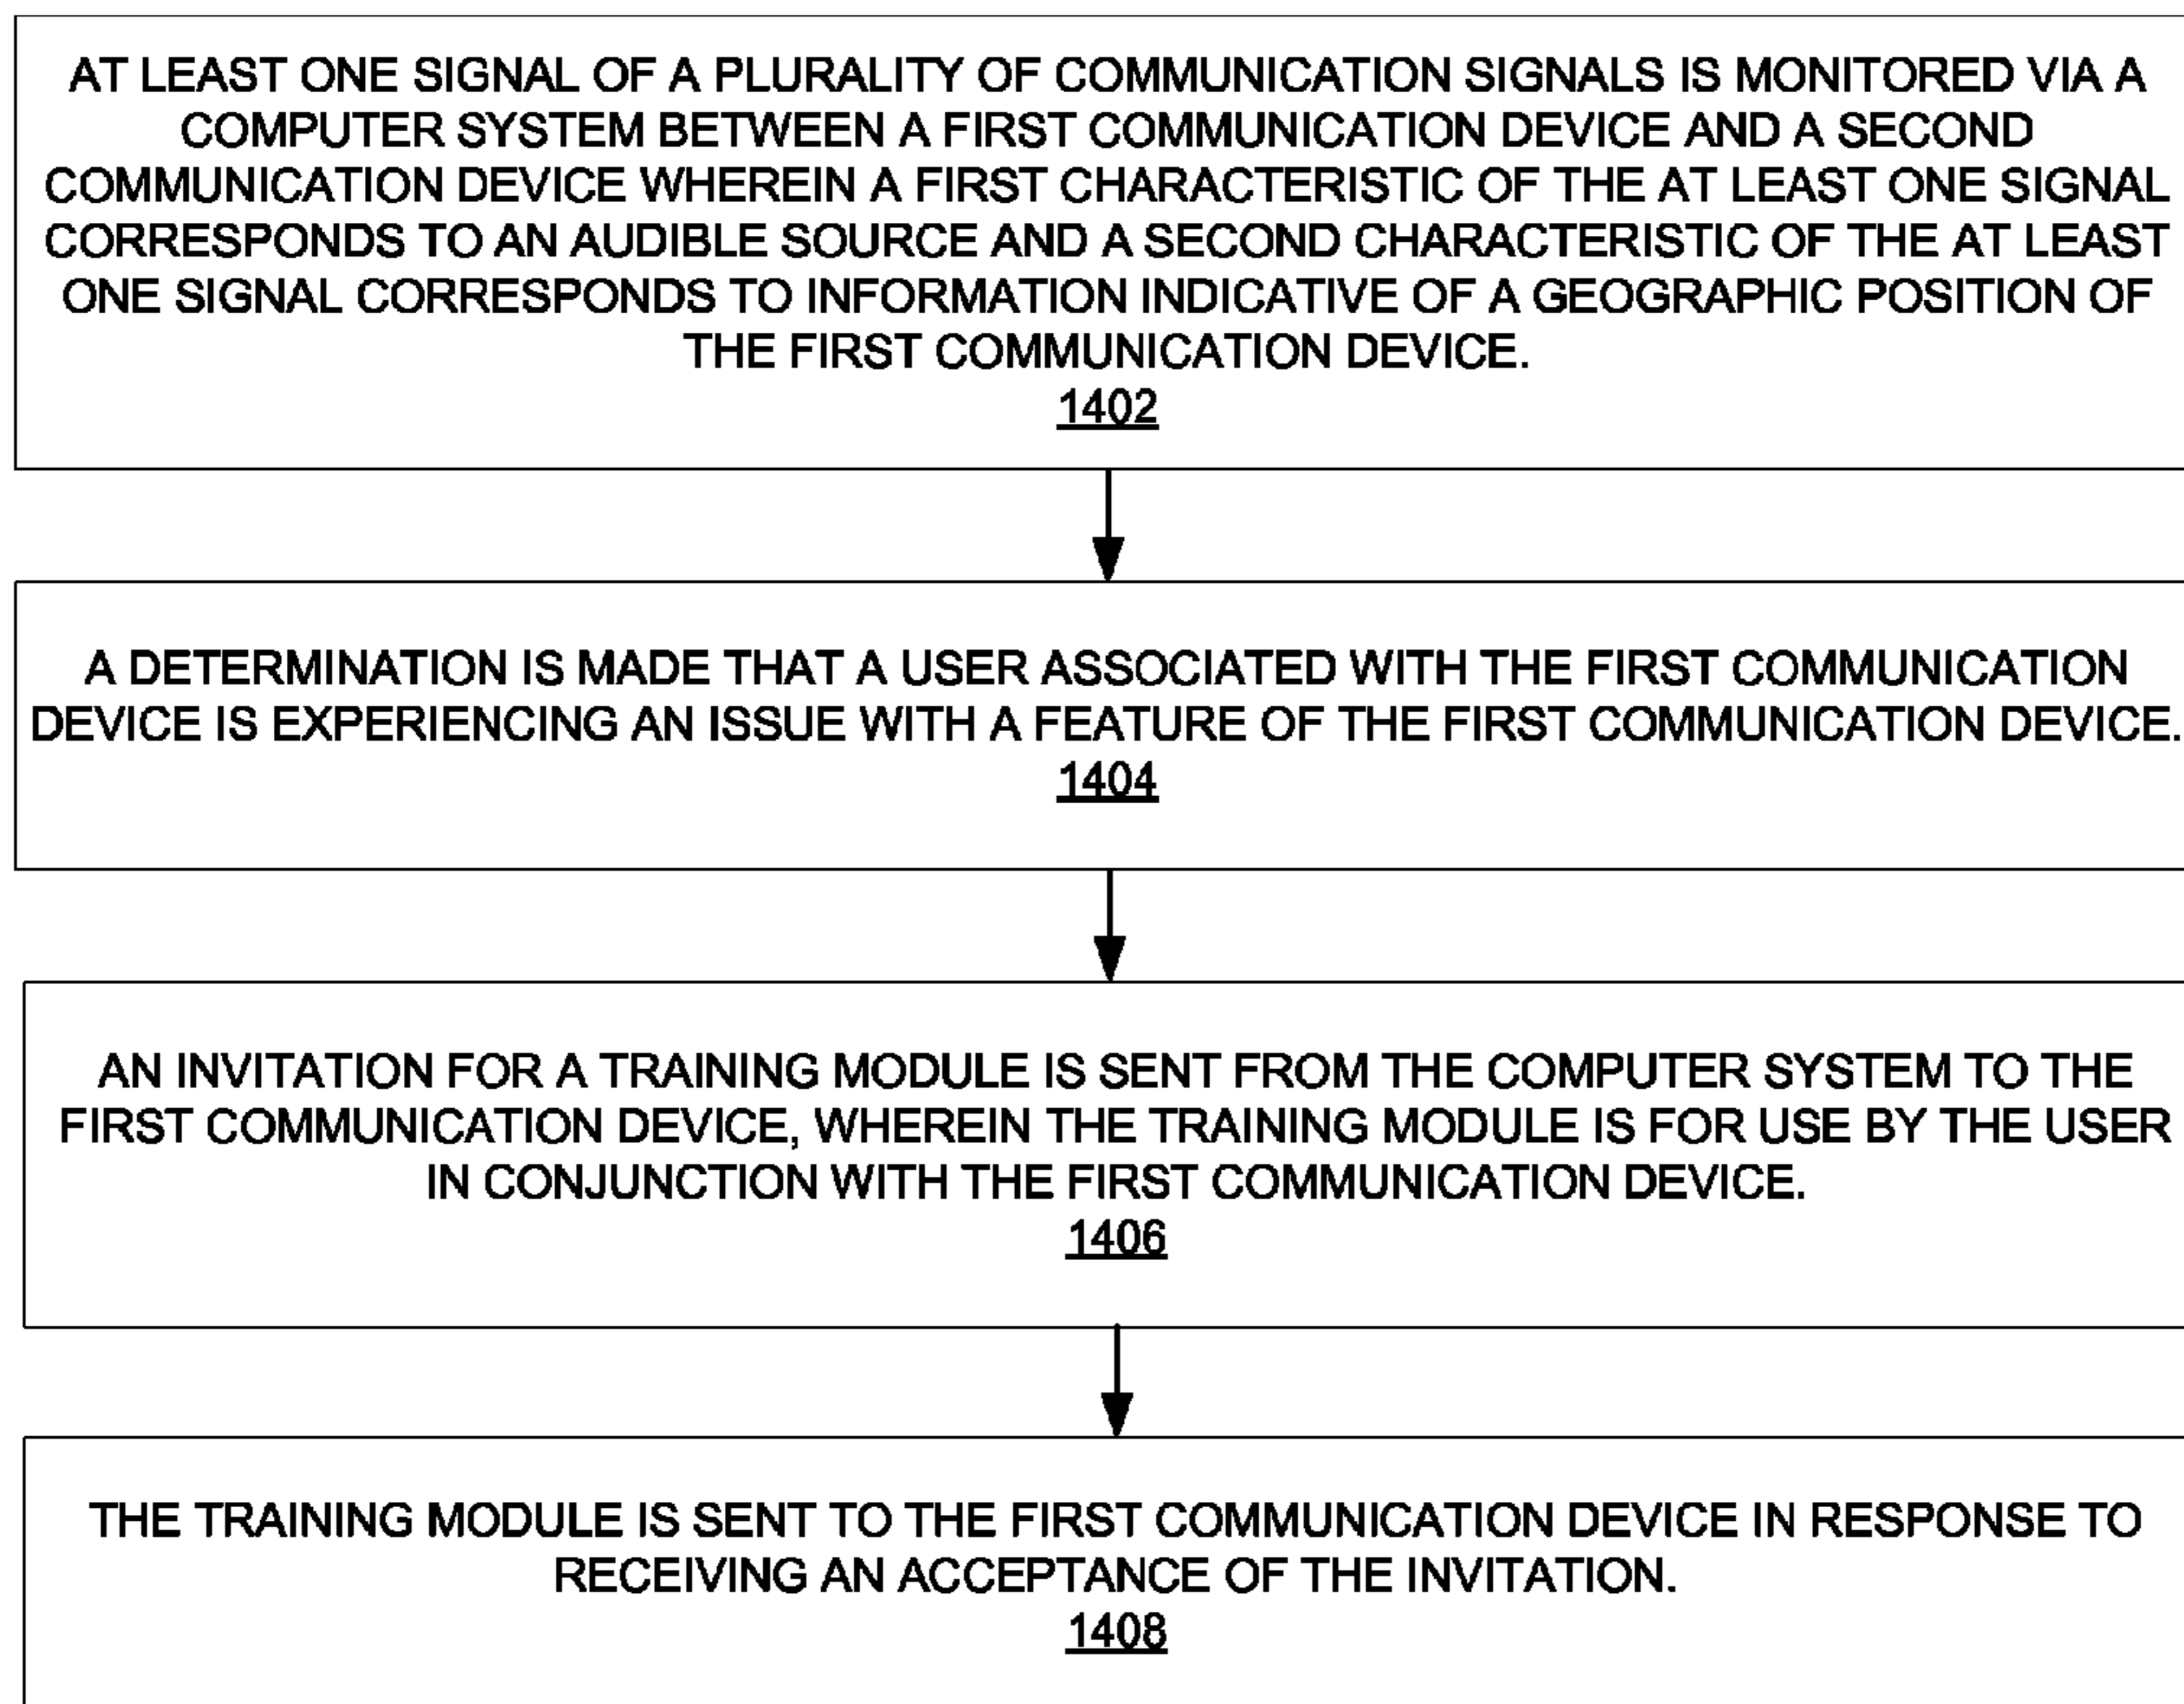 AT LEAST ONE SIGNAL OF A PLURALITY OF COMMUNICATION SIGNALS IS MONITORED VIA A
COMPUTER SYSTEM BETWEEN A FIRST COMMUNICATION DEVICE AND A SECOND
COMMUNICATION DEVICE WHEREIN A FIRST CHARACTERISTIC OF THE AT LEAST ONE SIGNAL
CORRESPONDS TO AN AUDIBLE SOURCE AND A SECOND CHARACTERISTIC OF THE AT LEAST
ONE SIGNAL CORRESPONDS TO INFORMATION INDICATIVE OF A GEOGRAPHIC POSITION OF
THE FIRST COMMUNICATION DEVICE.
1402
A DETERMINATION IS MADE THAT A USER ASSOCIATED WITH THE FIRST COMMUNICATION
DEVICE IS EXPERIENCING AN ISSUE WITH A FEATURE OF THE FIRST COMMUNICATION DEVICE.
1404
AN INVITATION FOR A TRAINING MODULE IS SENT FROM THE COMPUTER SYSTEM TO THE
FIRST COMMUNICATION DEVICE, WHEREIN THE TRAINING MODULE IS FOR USE BY THE USER
IN CONJUNCTION WITH THE FIRST COMMUNICATION DEVICE.
1406
THE TRAINING MODULE IS SENT TO THE FIRST COMMUNICATION DEVICE IN RESPONSE TO
RECEIVING AN ACCEPTANCE OF THE INVITATION.
1408